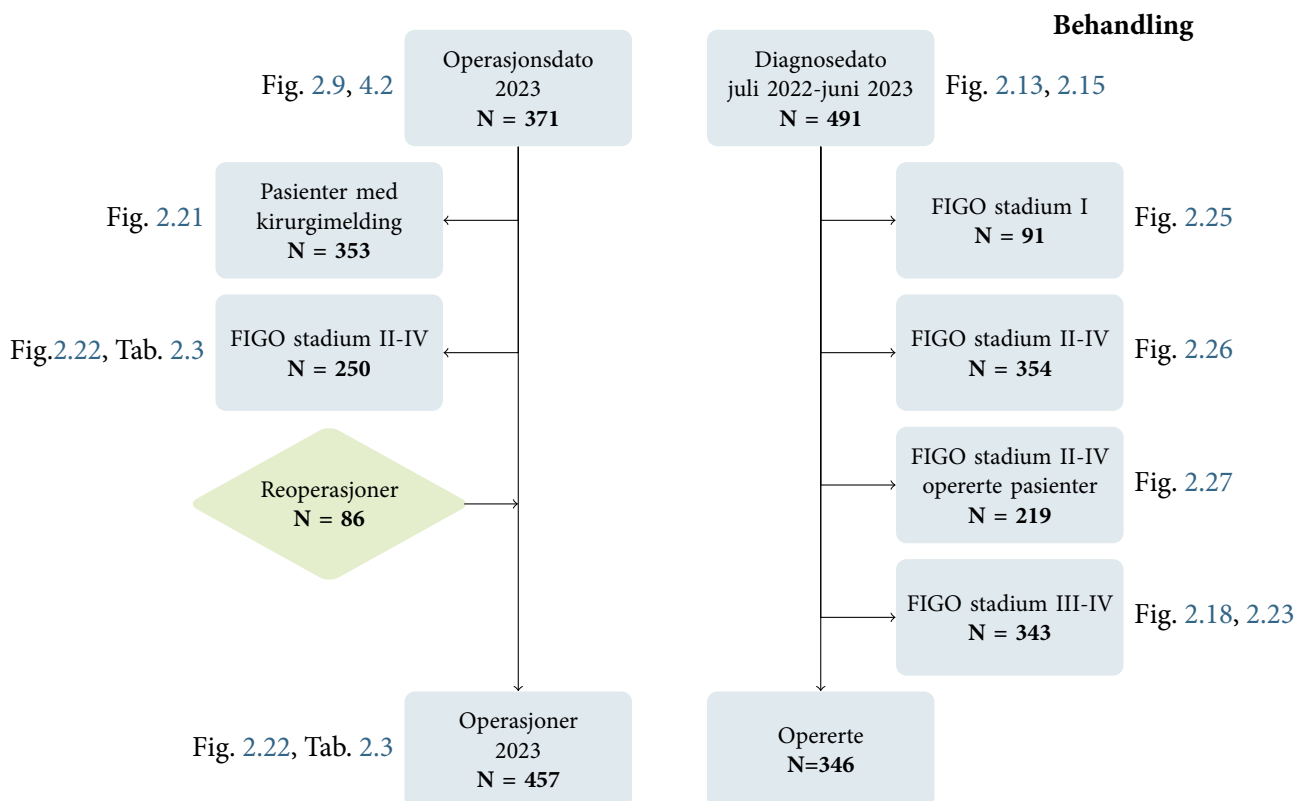 Behandling
Fig. 2.9, 4.2
Operasjonsdato
2023
N = 371
Diagnosedato
juli 2022-juni 2023
N = 491
Fig. 2.13, 2.15
Fig. 2.21
Pasienter med
kirurgimelding
N = 353
FIGO stadium I
N = 91
Fig. 2.25
Fig.2.22, Tab. 2.3
FIGO stadium II-IV
N = 250
FIGO stadium II-IV
N = 354
Fig. 2.26
Reoperasjoner
N = 86
FIGO stadium II-IV
opererte pasienter
N = 219
Fig. 2.27
FIGO stadium III-IV
N = 343
Fig. 2.18, 2.23
Fig. 2.22, Tab. 2.3
Operasjoner
2023
N = 457
Opererte
N=346